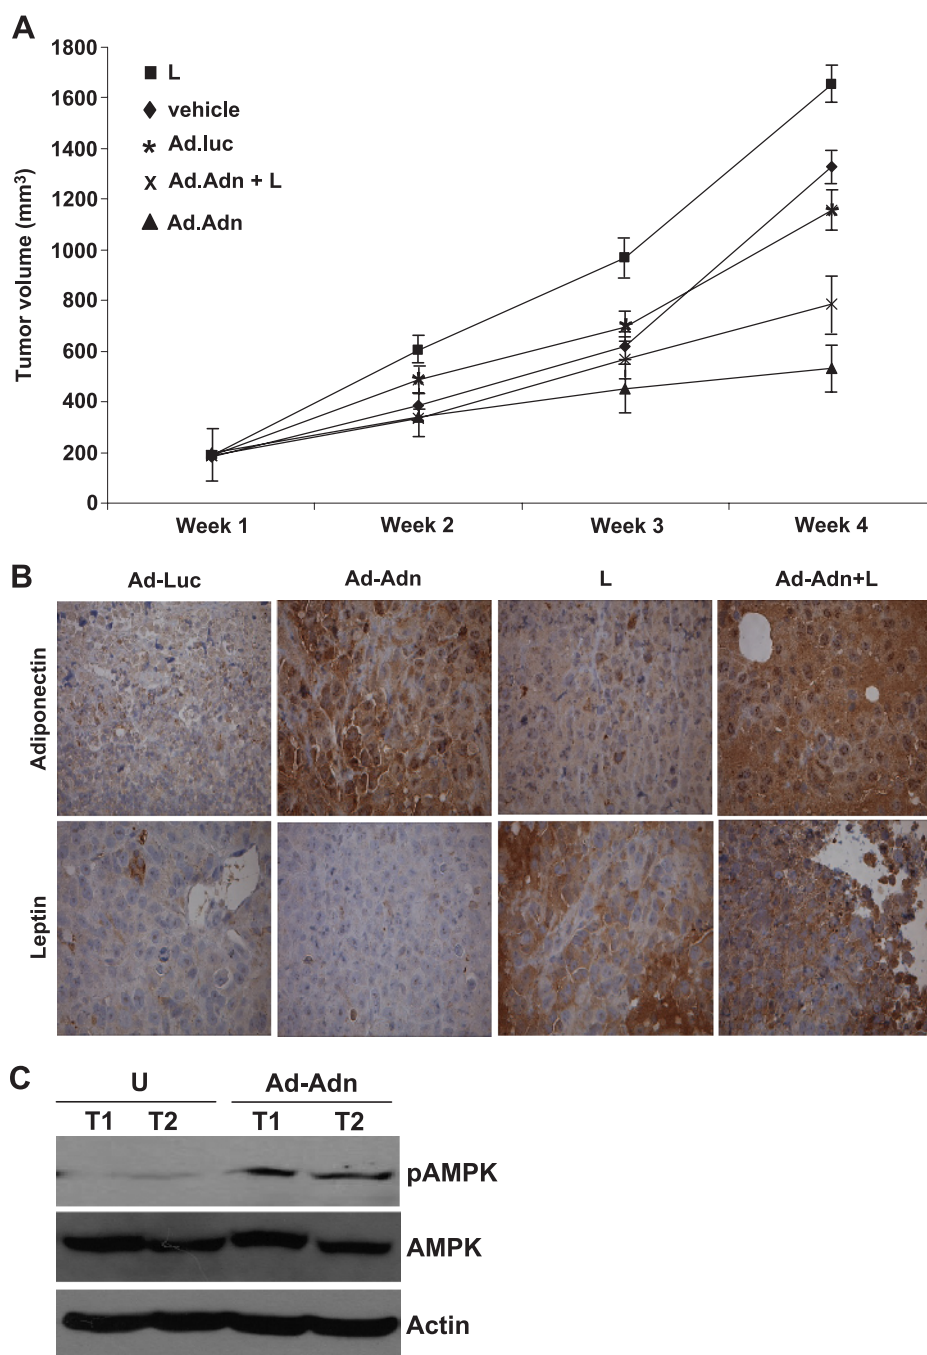 A
1800
1600
1400
1200
1000
800
600
400
200
0
Tumor volume (mm³)
L
vehicle
Ad.luc
Ad.Adn + L
Ad.Adn
Week 1 Week 2 Week 3 Week 4
B
Ad-Luc Ad-Adn L Ad-Adn+L
Adiponectin
Leptin
C
U Ad-Adn
T1 T2 T1 T2
pAMPK
AMPK
Actin